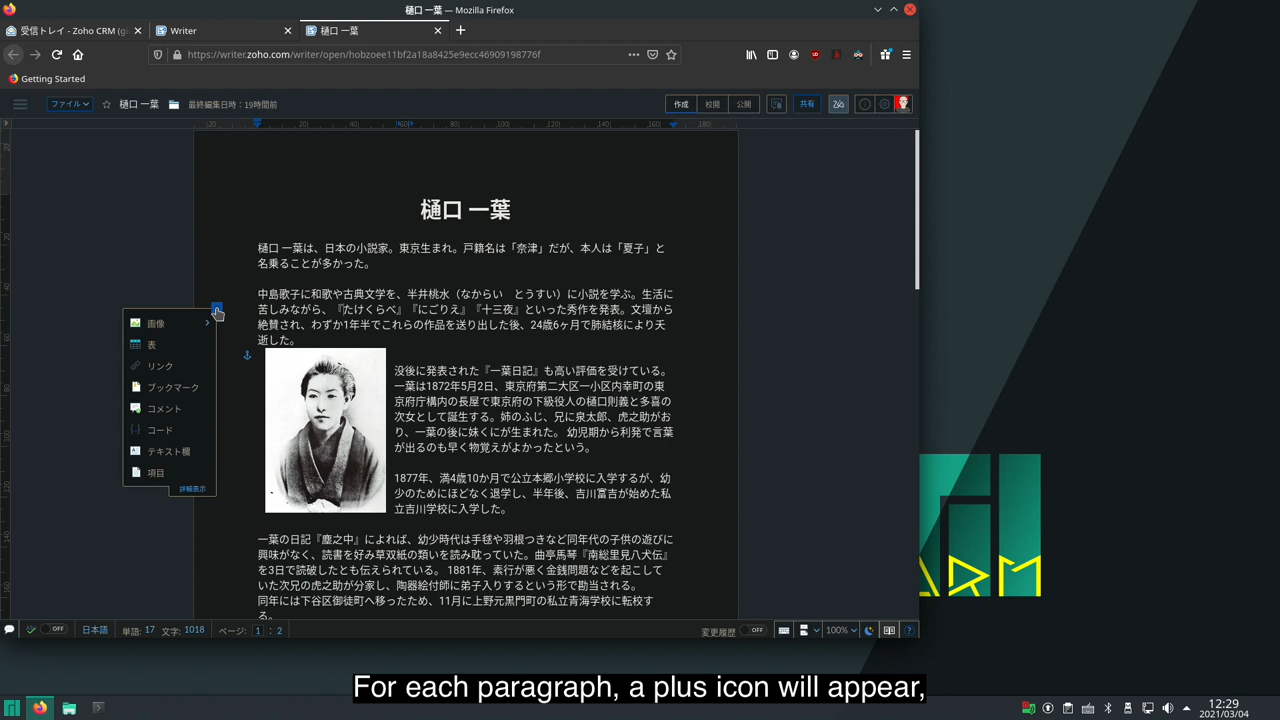 樋口 一葉 — Mozilla Firefox
受信トレイ - Zoho CRM (g
Writer
樋口 一葉
https://writer.zoho.com/writer/open/hobzoee11bf2a18a8425e9ecc46909198776f
Getting Started
ファイル
樋口 一葉
最終編集日時：19時間前
作成
校閲
公開
共有
|20 20 40 60 80 100 120 140 160 180
樋口 一葉
樋口 一葉は、日本の小説家。東京生まれ。戸籍名は「奈津」だが、本人は「夏子」と
名乗ることが多かった。
中島歌子に和歌や古典文学を、半井桃水（なからい　とうすい）に小説を学ぶ。生活に
苦しみながら、『たけくらべ』『にごりえ』『十三夜』といった秀作を発表。文壇から
絶賛され、わずか1年半でこれらの作品を送り出した後、24歳6ヶ月で肺結核により夭
逝した。
没後に発表された『一葉日記』も高い評価を受けている。
一葉は1872年5月2日、東京府第二大区一小区内幸町の東
京府庁構内の長屋で東京府の下級役人の樋口則義と多喜の
次女として誕生する。姉のふじ、兄に泉太郎、虎之助がお
り、一葉の後に妹くにが生まれた。 幼児期から利発で言葉
が出るのも早く物覚えがよかったという。
1877年、満4歳10か月で公立本郷小学校に入学するが、幼
少のためにほどなく退学し、半年後、吉川富吉が始めた私
立吉川学校に入学した。
一葉の日記『塵之中』によれば、幼少時代は手毬や羽根つきなど同年代の子供の遊びに
興味がなく、読書を好み草双紙の類いを読み耽っていた。曲亭馬琴『南総里見八犬伝』
を3日で読破したとも伝えられている。 1881年、素行が悪く金銭問題などを起こして
いた次兄の虎之助が分家し、陶器絵付師に弟子入りするという形で勘当される。
同年には下谷区御徒町へ移ったため、11月に上野元黒門町の私立青海学校に転校す
る。
画像
表
リンク
ブックマーク
コメント
コード
テキスト欄
項目
詳細表示
OFF
日本語
単語: 17 文字: 1018
ページ: 1 : 2
変更履歴
OFF
100%
ARM
For each paragraph, a plus icon will appear,
12:29
2021/03/04